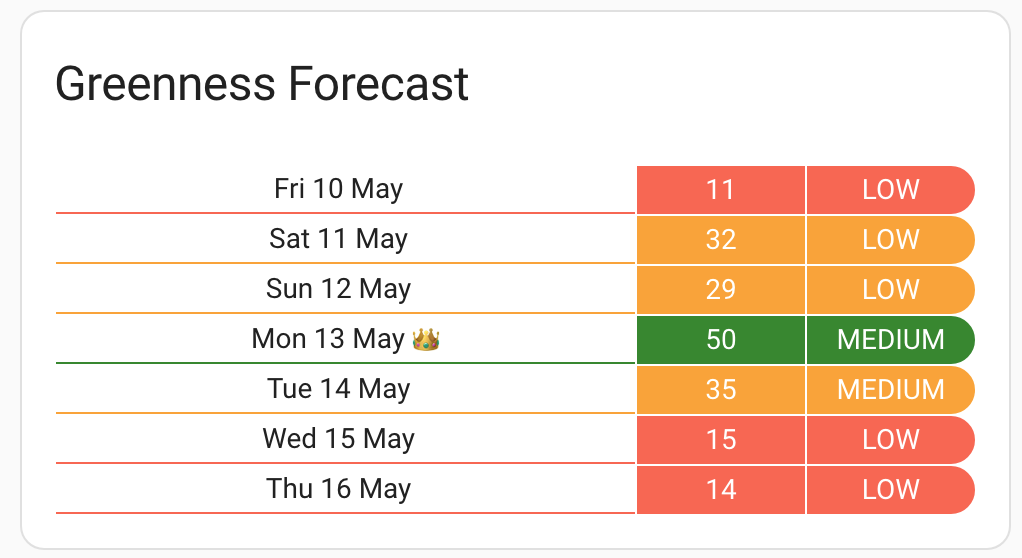 Greenness Forecast
Fri 10 May 11 LOW
Sat 11 May 32 LOW
Sun 12 May 29 LOW
Mon 13 May 👑 50 MEDIUM
Tue 14 May 35 MEDIUM
Wed 15 May 15 LOW
Thu 16 May 14 LOW